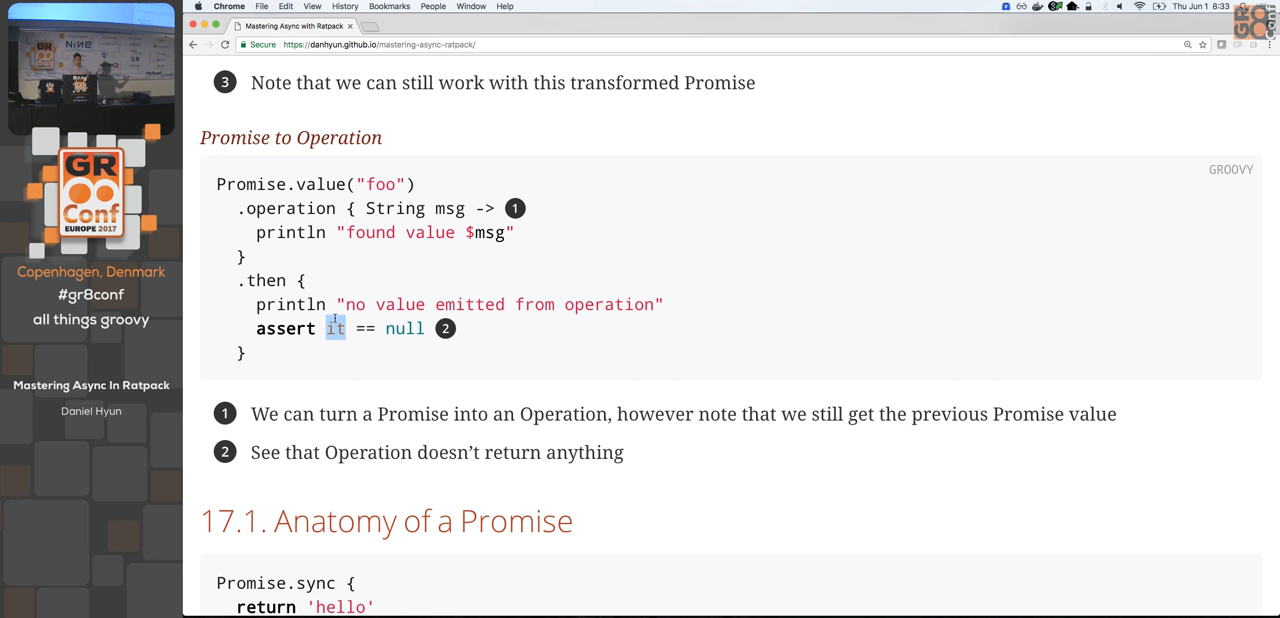 Chrome File Edit View History Bookmarks People Window Help
Thu Jun 1 8:33
Mastering Async with Ratpack
Secure https://danhyun.github.io/mastering-async-ratpack/
3 Note that we can still work with this transformed Promise
Promise to Operation
GROOVY
Promise.value("foo")
.operation { String msg -> 1
println "found value $msg"
}
.then {
println "no value emitted from operation"
assert it == null 2
}
1 We can turn a Promise into an Operation, however note that we still get the previous Promise value
2 See that Operation doesn’t return anything
17.1. Anatomy of a Promise
Promise.sync {
return 'hello'
GR
Conf
EUROPE 2017
Copenhagen, Denmark
#gr8conf
all things groovy
Mastering Async In Ratpack
Daniel Hyun